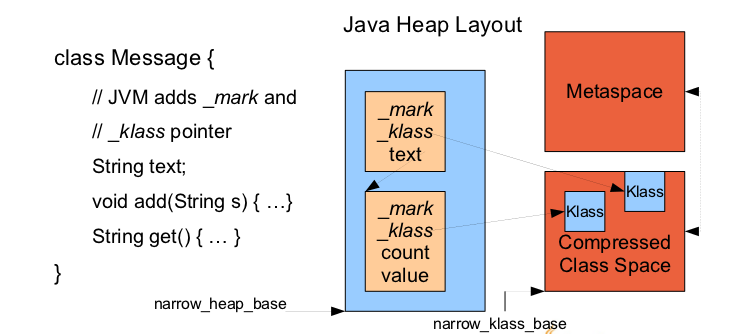 Java Heap Layout
class Message {
// JVM adds _mark and
// _klass pointer
String text;
void add(String s) { …}
String get() { … }
}
_mark
_klass
text
_mark
_klass
count
value
Metaspace
Klass
Klass
Compressed
Class Space
narrow_heap_base
narrow_klass_base